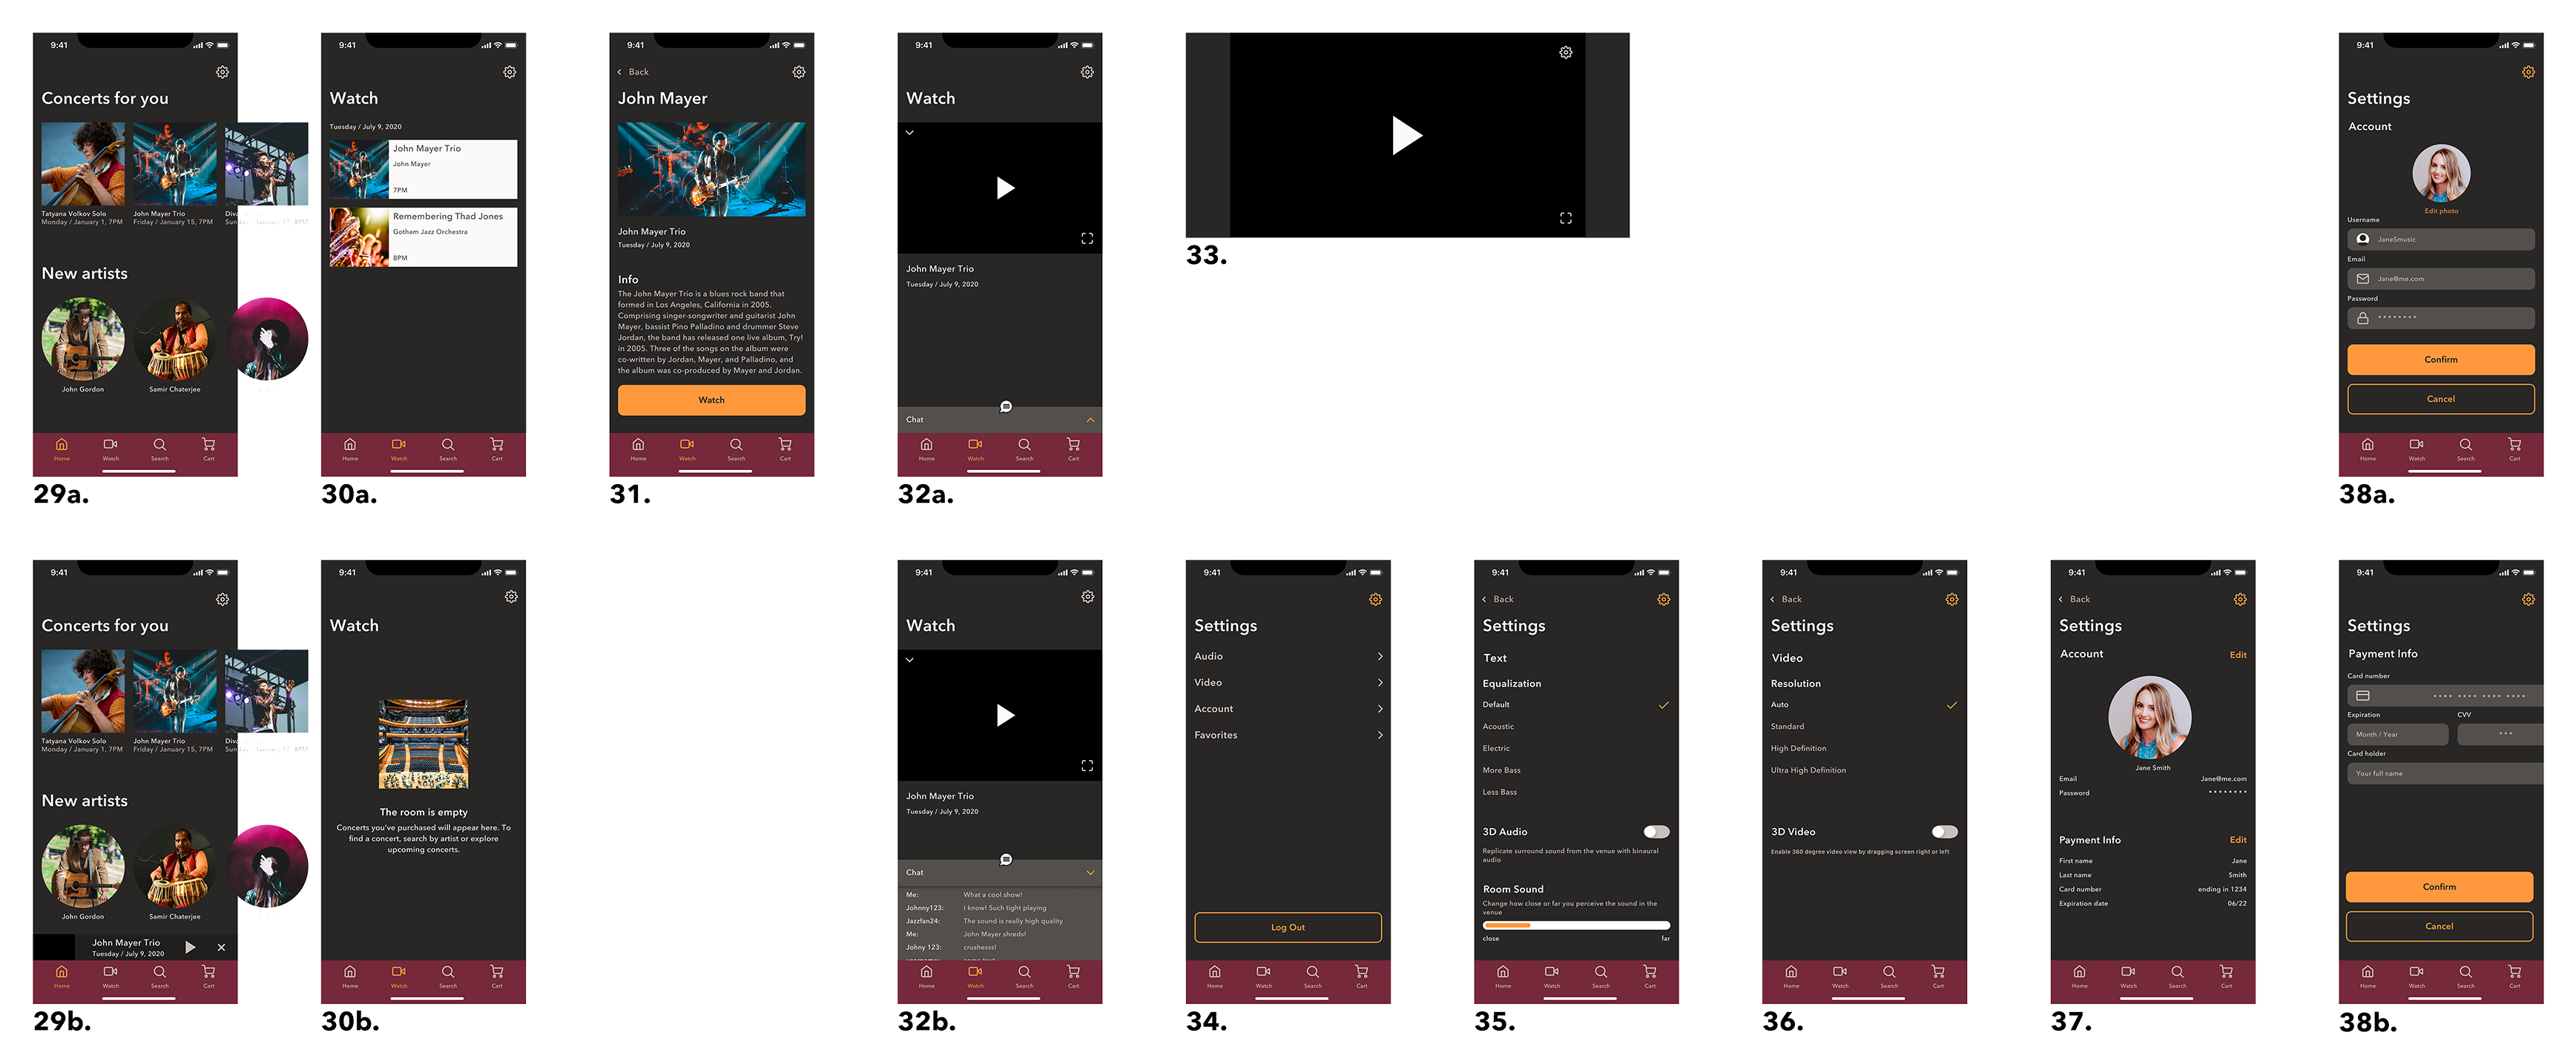 9:41
Concerts for you
Tatyana Volkov Solo
Monday / January 1, 7PM
John Mayer Trio
Friday / January 15, 7PM
Diva
Sunday, January 17, 8PM
New artists
John Gordon
Samir Chaterjee
Home
Watch
Search
Cart
29a.
9:41
Watch
Tuesday / July 9, 2020
John Mayer Trio
John Mayer
7PM
Remembering Thad Jones
Gotham Jazz Orchestra
8PM
Home
Watch
Search
Cart
30a.
9:41
Back
John Mayer
John Mayer Trio
Tuesday / July 9, 2020
Info
The John Mayer Trio is a blues rock band that
formed in Los Angeles, California in 2005.
Comprising singer-songwriter and guitarist John
Mayer, bassist Pino Palladino and drummer Steve
Jordan, the band has released one live album, Try!
in 2005. Three of the songs on the album were
co-written by Jordan, Mayer, and Palladino, and
the album was co-produced by Mayer and Jordan.
Watch
Home
Watch
Search
Cart
31.
9:41
Watch
John Mayer Trio
Tuesday / July 9, 2020
Chat
Home
Watch
Search
Cart
32a.
33.
9:41
Settings
Account
Edit photo
Username
JaneSmusic
Email
Jane@me.com
Password
Confirm
Cancel
Home
Watch
Search
Cart
38a.
9:41
Concerts for you
Tatyana Volkov Solo
Monday / January 1, 7PM
John Mayer Trio
Friday / January 15, 7PM
Diva
Sunday, January 17, 8PM
New artists
John Gordon
Samir Chaterjee
John Mayer Trio
Tuesday / July 9, 2020
Home
Watch
Search
Cart
29b.
9:41
Watch
The room is empty
Concerts you've purchased will appear here. To
find a concert, search by artist or explore
upcoming concerts.
Home
Watch
Search
Cart
30b.
9:41
Watch
John Mayer Trio
Tuesday / July 9, 2020
Chat
Me: What a cool show!
Johnny123: I know! Such tight playing
Jazzfan24: The sound is really high quality
Me: John Mayer shreds!
Johny 123: crushesss!
Home
Watch
Search
Cart
32b.
9:41
Settings
Audio
Video
Account
Favorites
Log Out
Home
Watch
Search
Cart
34.
9:41
Back
Settings
Text
Equalization
Default
Acoustic
Electric
More Bass
Less Bass
3D Audio
Replicate surround sound from the venue with binaural
audio
Room Sound
Change how close or far you perceive the sound in the
venue
close far
Home
Watch
Search
Cart
35.
9:41
Back
Settings
Video
Resolution
Auto
Standard
High Definition
Ultra High Definition
3D Video
Enable 360 degree video view by dragging screen right or left
Home
Watch
Search
Cart
36.
9:41
Back
Settings
Account Edit
Jane Smith
Email Jane@me.com
Password
Payment Info Edit
First name Jane
Last name Smith
Card number ending in 1234
Expiration date 06/22
Home
Watch
Search
Cart
37.
9:41
Settings
Payment Info
Card number
Expiration CVV
Month / Year
Card holder
Your full name
Confirm
Cancel
Home
Watch
Search
Cart
38b.